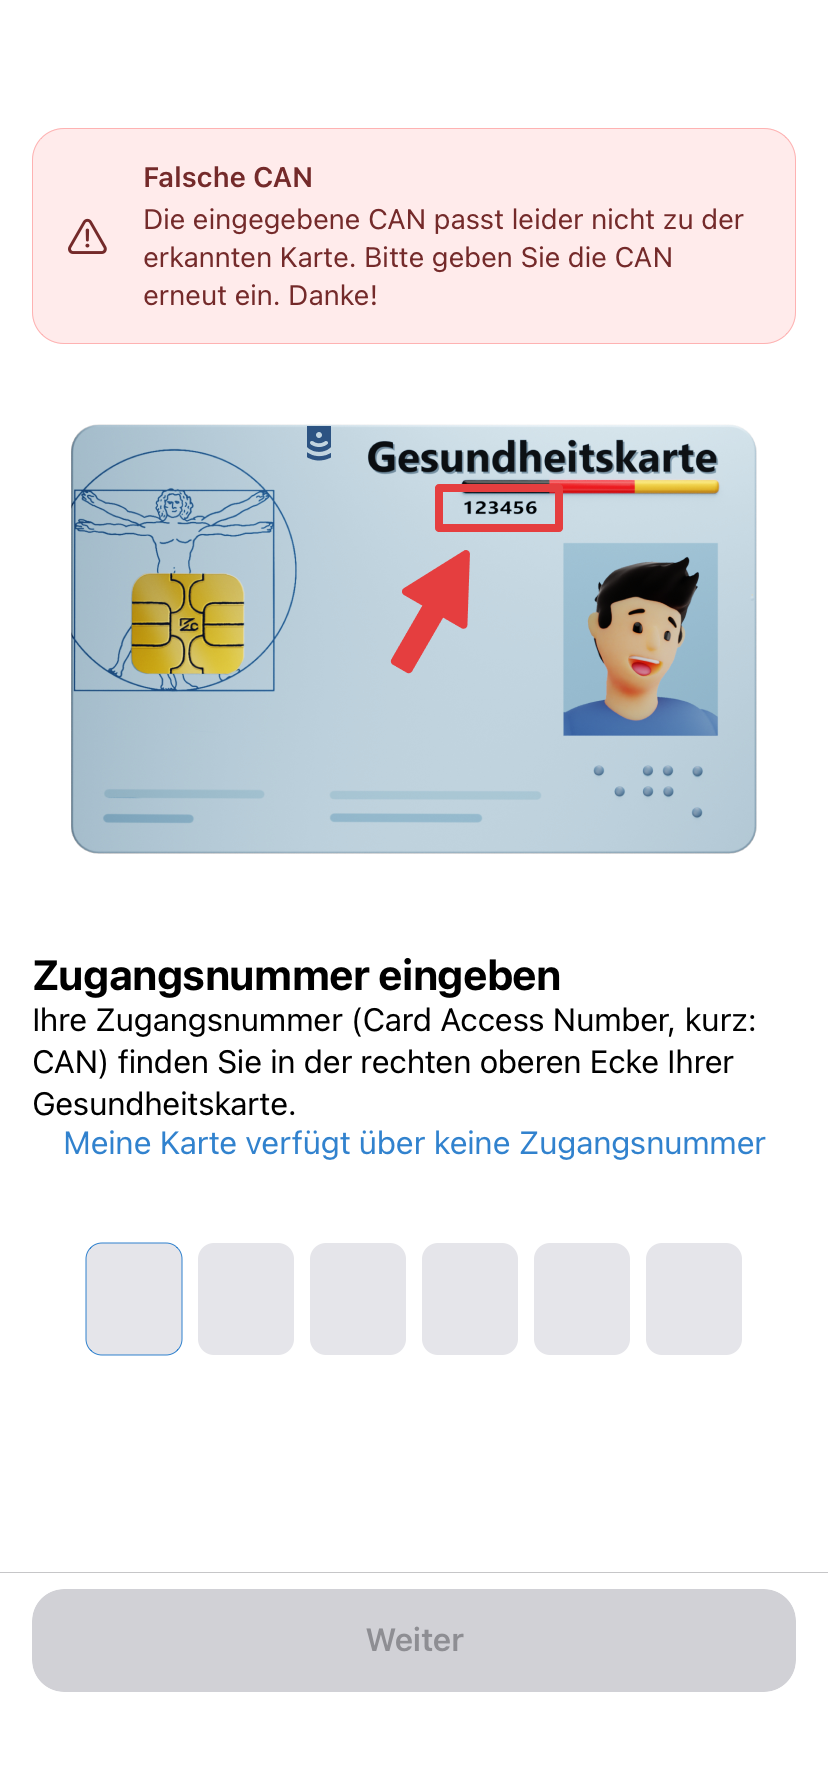 Falsche CAN
Die eingegebene CAN passt leider nicht zu der
erkannten Karte. Bitte geben Sie die CAN
erneut ein. Danke!
Gesundheitskarte
123456
Zugangsnummer eingeben
Ihre Zugangsnummer (Card Access Number, kurz:
CAN) finden Sie in der rechten oberen Ecke Ihrer
Gesundheitskarte.
Meine Karte verfügt über keine Zugangsnummer
Weiter